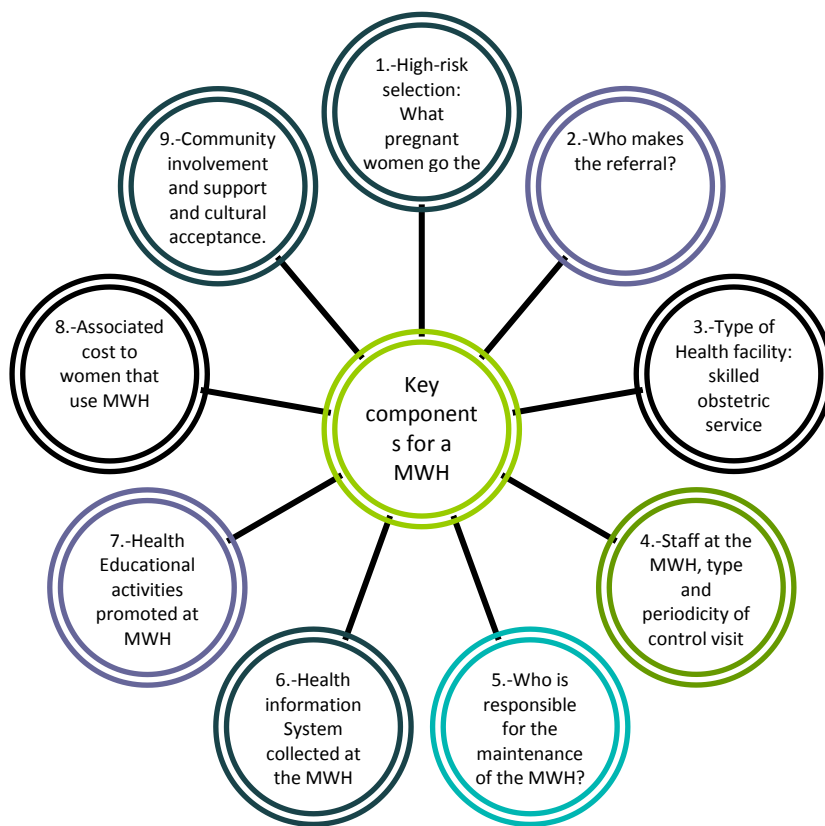 1.-High-risk
selection:
What
pregnant
women go the
2.-Who makes
the referral?
3.-Type of
Health facility:
skilled
obstetric
service
4.-Staff at the
MWH, type
and
periodicity of
control visit
5.-Who is
responsible
for the
maintenance
of the MWH?
6.-Health
information
System
collected at
the MWH
7.-Health
Educational
activities
promoted at
MWH
8.-Associated
cost to
women that
use MWH
9.-Community
involvement
and support
and cultural
acceptance.
Key
component
s for a
MWH